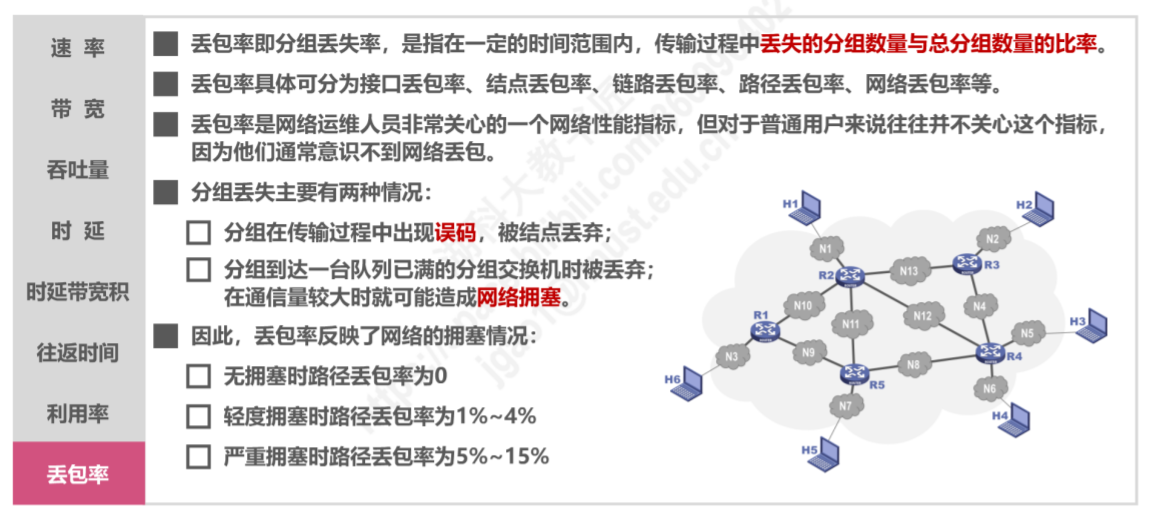 速 率
带 宽
吞吐量
时 延
时延带宽积
往返时间
利用率
丢包率
丢包率即分组丢失率，是指在一定的时间范围内，传输过程中丢失的分组数量与总分组数量的比率。
丢包率具体可分为接口丢包率、结点丢包率、链路丢包率、路径丢包率、网络丢包率等。
丢包率是网络运维人员非常关心的一个网络性能指标，但对于普通用户来说往往并不关心这个指标，
因为他们通常意识不到网络丢包。
分组丢失主要有两种情况：
分组在传输过程中出现误码，被结点丢弃；
分组到达一台队列已满的分组交换机时被丢弃；
在通信量较大时就可能造成网络拥塞。
因此，丢包率反映了网络的拥塞情况：
无拥塞时路径丢包率为0
轻度拥塞时路径丢包率为1%~4%
严重拥塞时路径丢包率为5%~15%
H1
H2
N1
N2
R2
N13
R3
N10
N4
R1
N11
N12
H3
N5
N3
N9
N8
R4
H6
R5
N6
N7
H4
H5